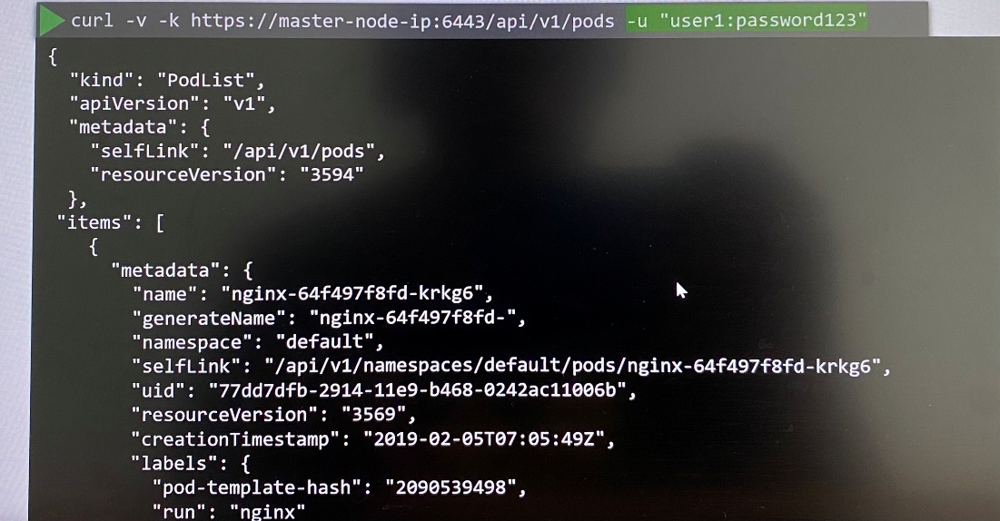 curl -v -k https://master-node-ip:6443/api/v1/pods -u "user1:password123"
{
"kind": "PodList",
"apiVersion": "v1",
"metadata": {
"selfLink": "/api/v1/pods",
"resourceVersion": "3594"
},
"items": [
{
"metadata": {
"name": "nginx-64f497f8fd-krkg6",
"generateName": "nginx-64f497f8fd-",
"namespace": "default",
"selfLink": "/api/v1/namespaces/default/pods/nginx-64f497f8fd-krkg6",
"uid": "77dd7dfb-2914-11e9-b468-0242ac11006b",
"resourceVersion": "3569",
"creationTimestamp": "2019-02-05T07:05:49Z",
"labels": {
"pod-template-hash": "2090539498",
"run": "nginx"